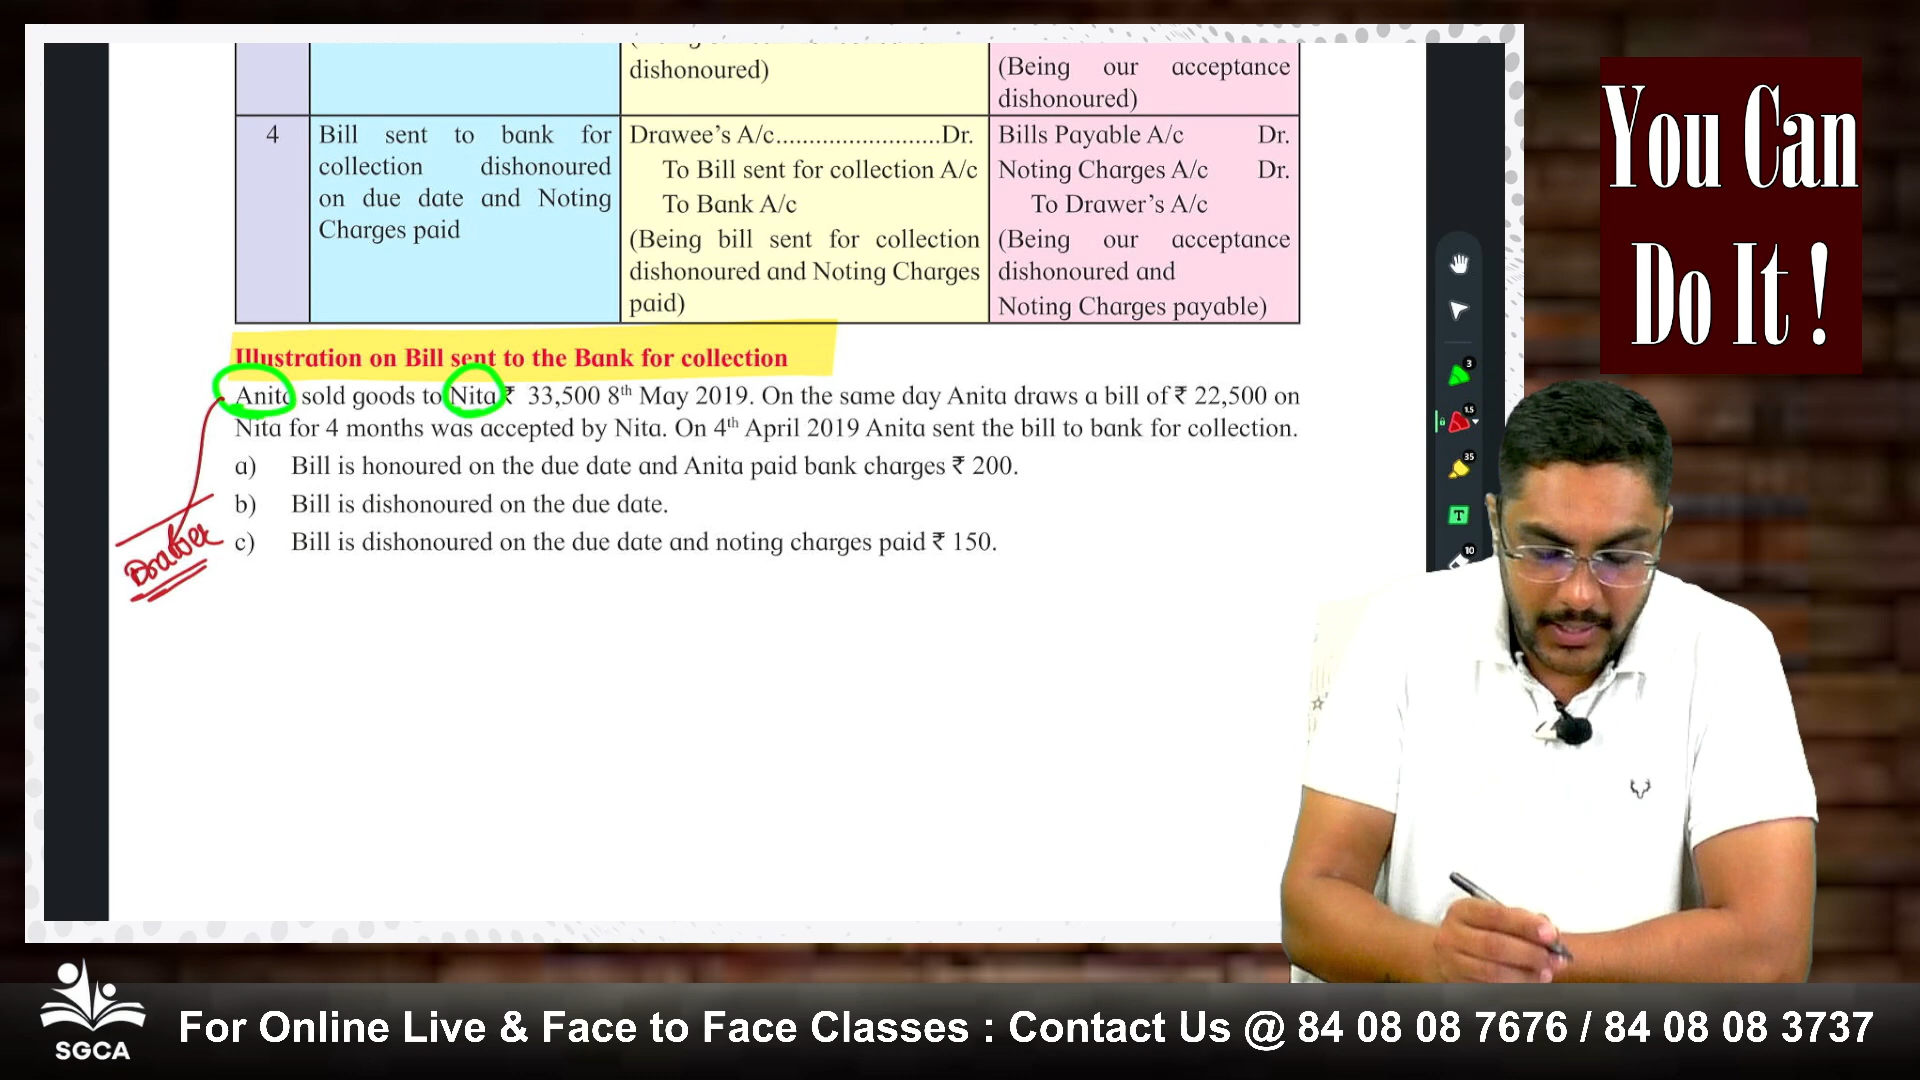 dishonoured)
(Being our acceptance
dishonoured)
4
Bill sent to bank for
collection dishonoured
on due date and Noting
Charges paid
Drawee’s A/c.........................Dr.
To Bill sent for collection A/c
To Bank A/c
(Being bill sent for collection
dishonoured and Noting Charges
paid)
Bills Payable A/c Dr.
Noting Charges A/c Dr.
To Drawer’s A/c
(Being our acceptance
dishonoured and
Noting Charges payable)
Illustration on Bill sent to the Bank for collection
Anita sold goods to Nita ₹ 33,500 8th May 2019. On the same day Anita draws a bill of ₹ 22,500 on
Nita for 4 months was accepted by Nita. On 4th April 2019 Anita sent the bill to bank for collection.
a) Bill is honoured on the due date and Anita paid bank charges ₹ 200.
b) Bill is dishonoured on the due date.
c) Bill is dishonoured on the due date and noting charges paid ₹ 150.
You Can
Do It !
3
1.5
35
T
10
SGCA
For Online Live & Face to Face Classes : Contact Us @ 84 08 08 7676 / 84 08 08 3737